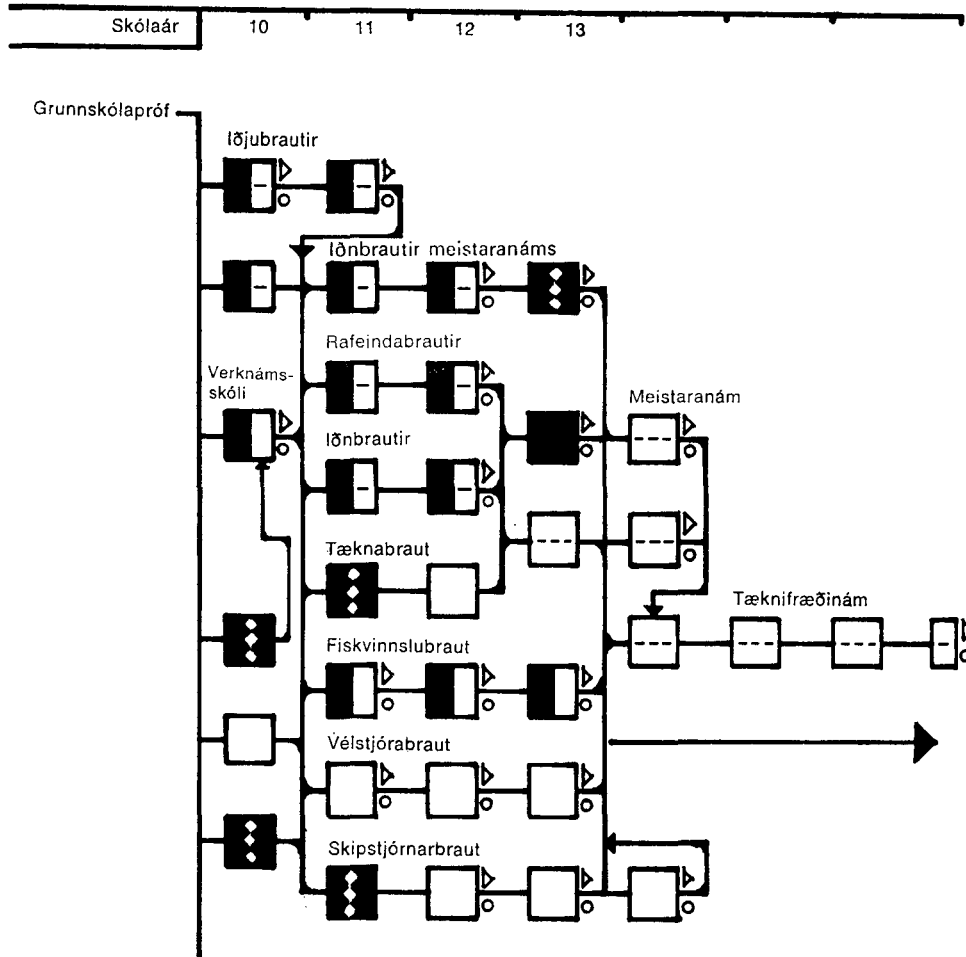 Skólaár 10 11 12 13
Grunnskólapróf
Iðjubrautir
Iðnbrautir meistaranáms
Rafeindabrautir
Verknáms-
skóli
Meistaranám
Iðnbrautir
Tæknabraut
Tæknifræðinám
Fiskvinnslubraut
Vélstjórabraut
Skipstjórnarbraut